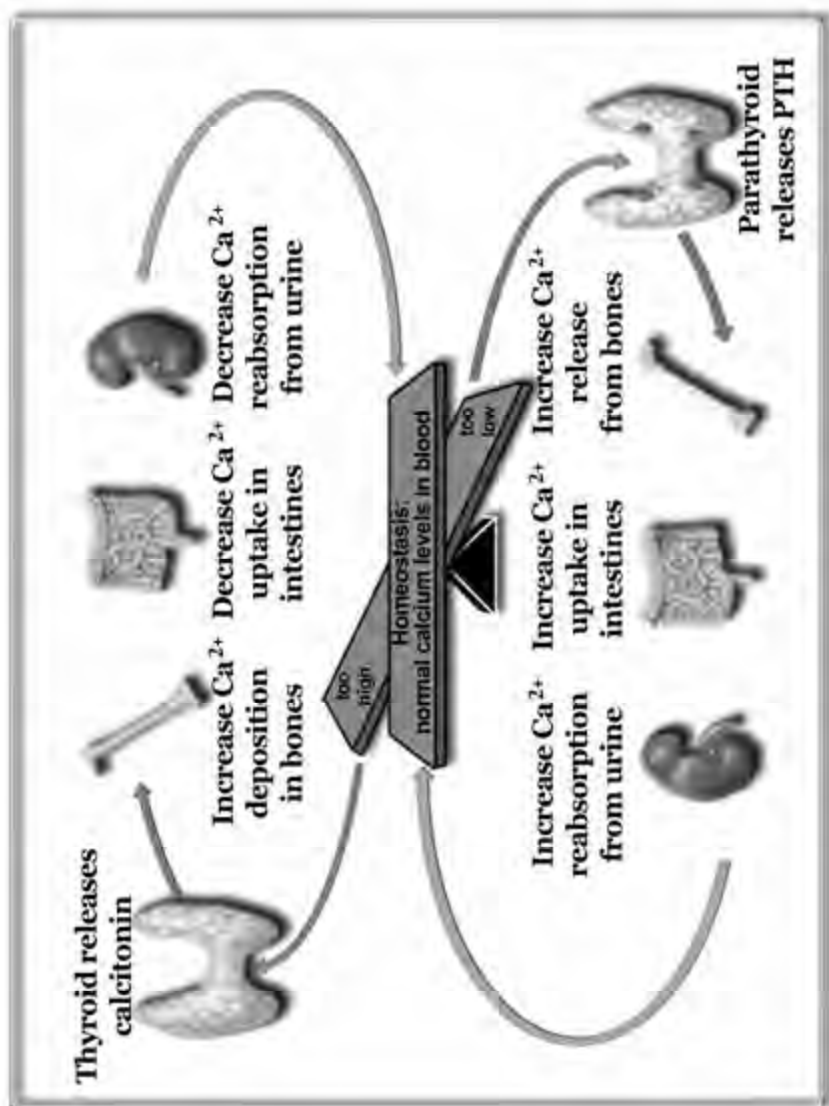 Thyroid releases
calcitonin
Increase Ca²⁺
deposition
in bones
Decrease Ca²⁺
uptake in
intestines
Decrease Ca²⁺
reabsorption
from urine
too
high
Homeostasis:
normal calcium levels in blood
too
low
Increase Ca²⁺
reabsorption
from urine
Increase Ca²⁺
uptake in
intestines
Increase Ca²⁺
release
from bones
Parathyroid
releases PTH